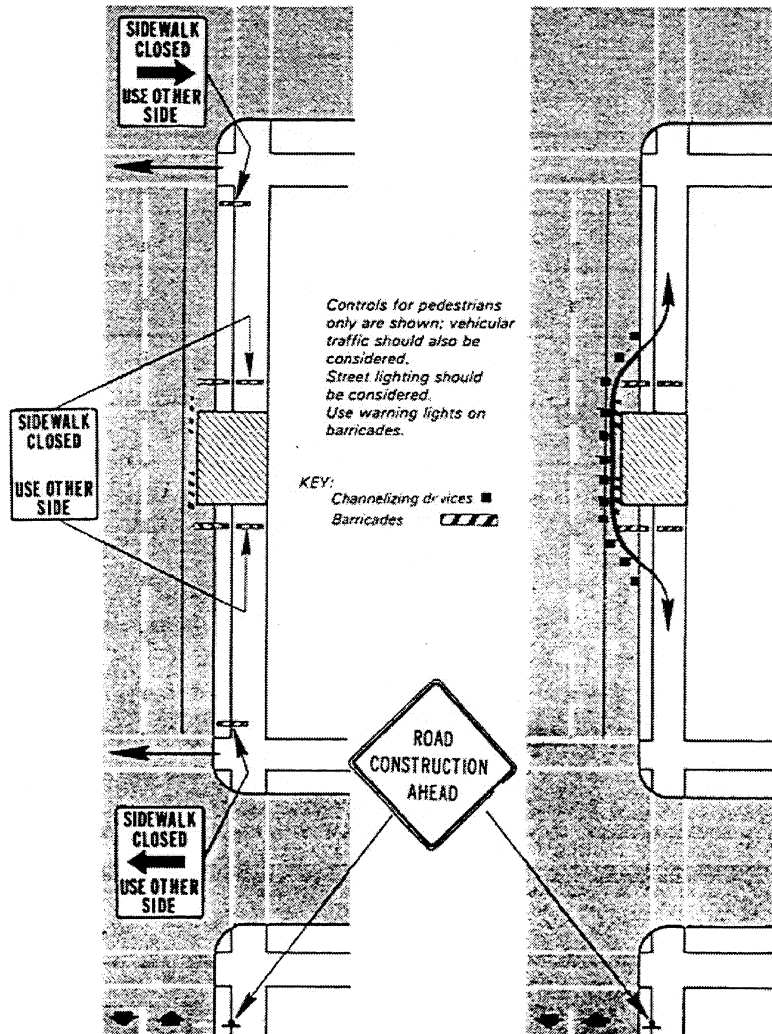 SIDEWALK
CLOSED
USE OTHER
SIDE
Controls for pedestrians
only are shown; vehicular
traffic should also be
considered.
Street lighting should
be considered.
Use warning lights on
barricades.
SIDEWALK
CLOSED
USE OTHER
SIDE
KEY:
Channelizing devices
Barricades
ROAD
CONSTRUCTION
AHEAD
SIDEWALK
CLOSED
USE OTHER
SIDE